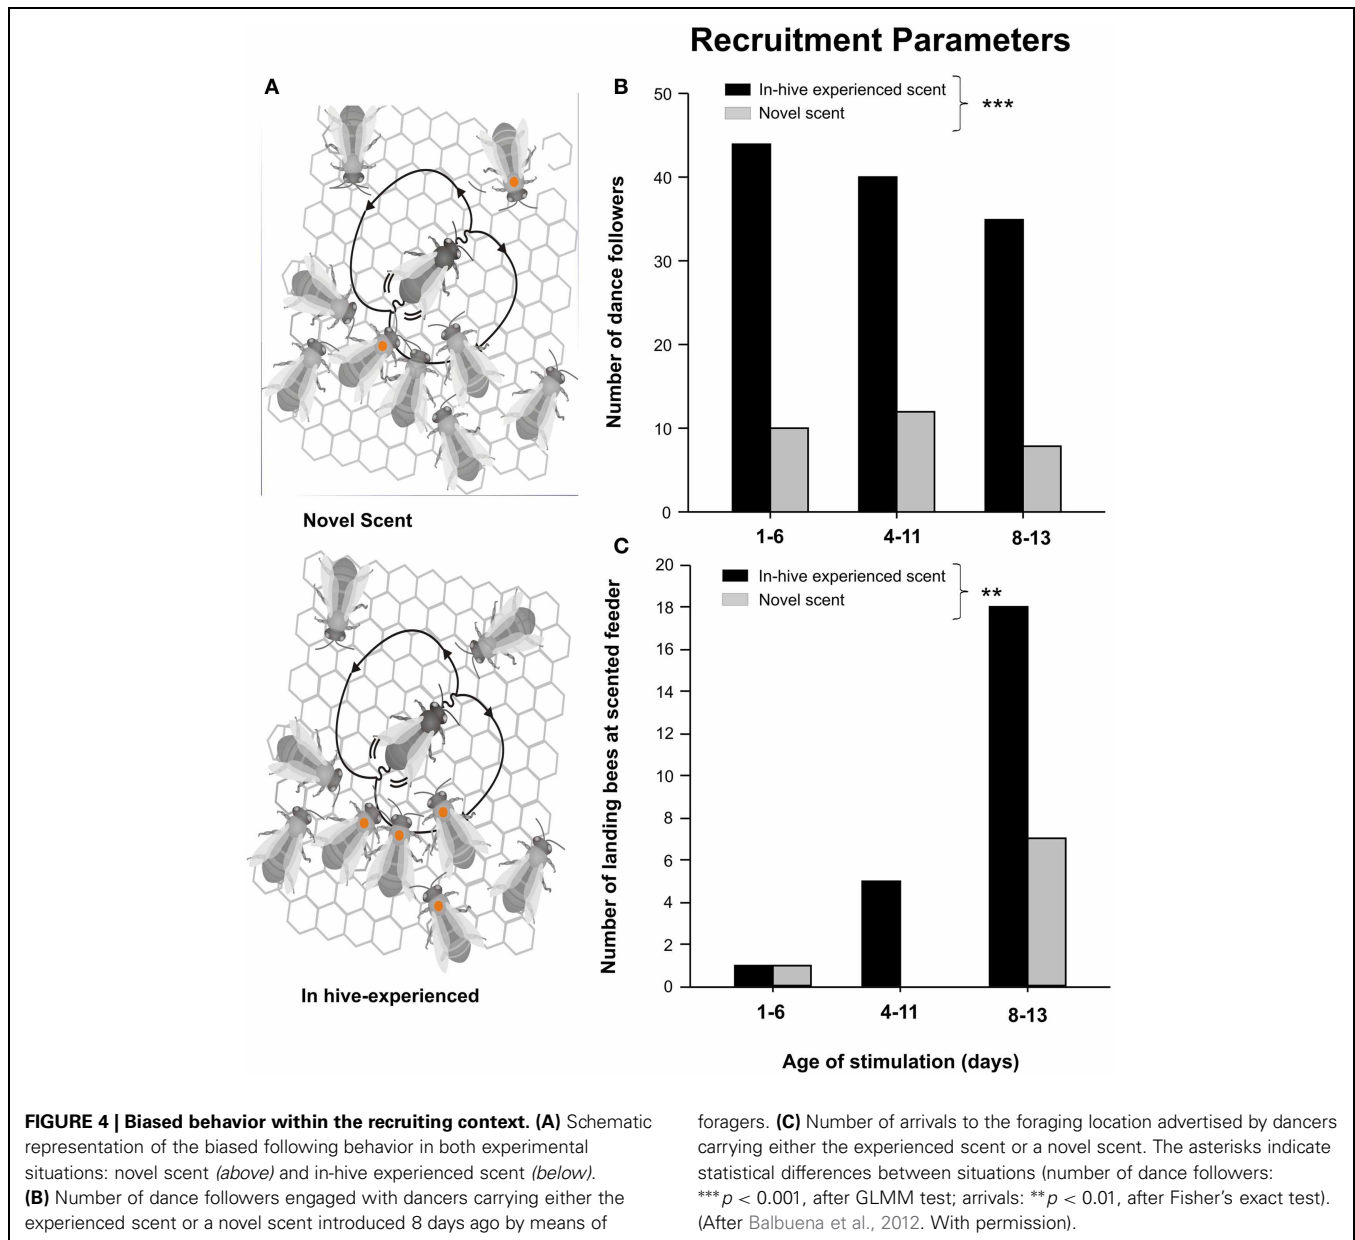 Recruitment Parameters
A
Novel Scent
In hive-experienced
B
In-hive experienced scent
Novel scent
***
Number of dance followers
50
40
30
20
10
0
1-6
4-11
8-13
C
In-hive experienced scent
Novel scent
**
Number of landing bees at scented feeder
20
18
16
14
12
10
8
6
4
2
0
1-6
4-11
8-13
Age of stimulation (days)
FIGURE 4 | Biased behavior within the recruiting context. (A) Schematic
representation of the biased following behavior in both experimental
situations: novel scent (above) and in-hive experienced scent (below).
(B) Number of dance followers engaged with dancers carrying either the
experienced scent or a novel scent introduced 8 days ago by means of
foragers. (C) Number of arrivals to the foraging location advertised by dancers
carrying either the experienced scent or a novel scent. The asterisks indicate
statistical differences between situations (number of dance followers:
***p < 0.001, after GLMM test; arrivals: **p < 0.01, after Fisher's exact test).
(After Balbuena et al., 2012. With permission).